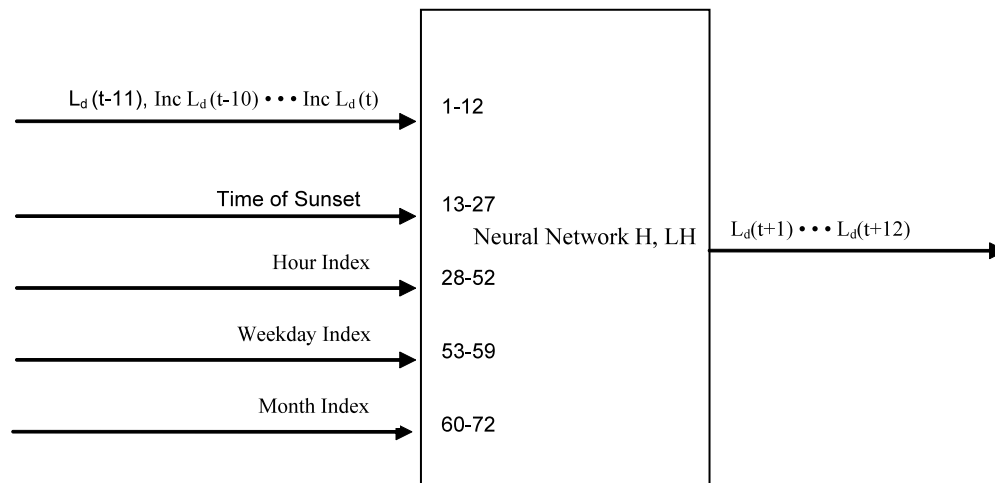 L_d (t-11), Inc L_d (t-10) • • • Inc L_d (t)
1-12
Time of Sunset
13-27
Neural Network H, LH
L_d(t+1) • • • L_d(t+12)
Hour Index
28-52
Weekday Index
53-59
Month Index
60-72